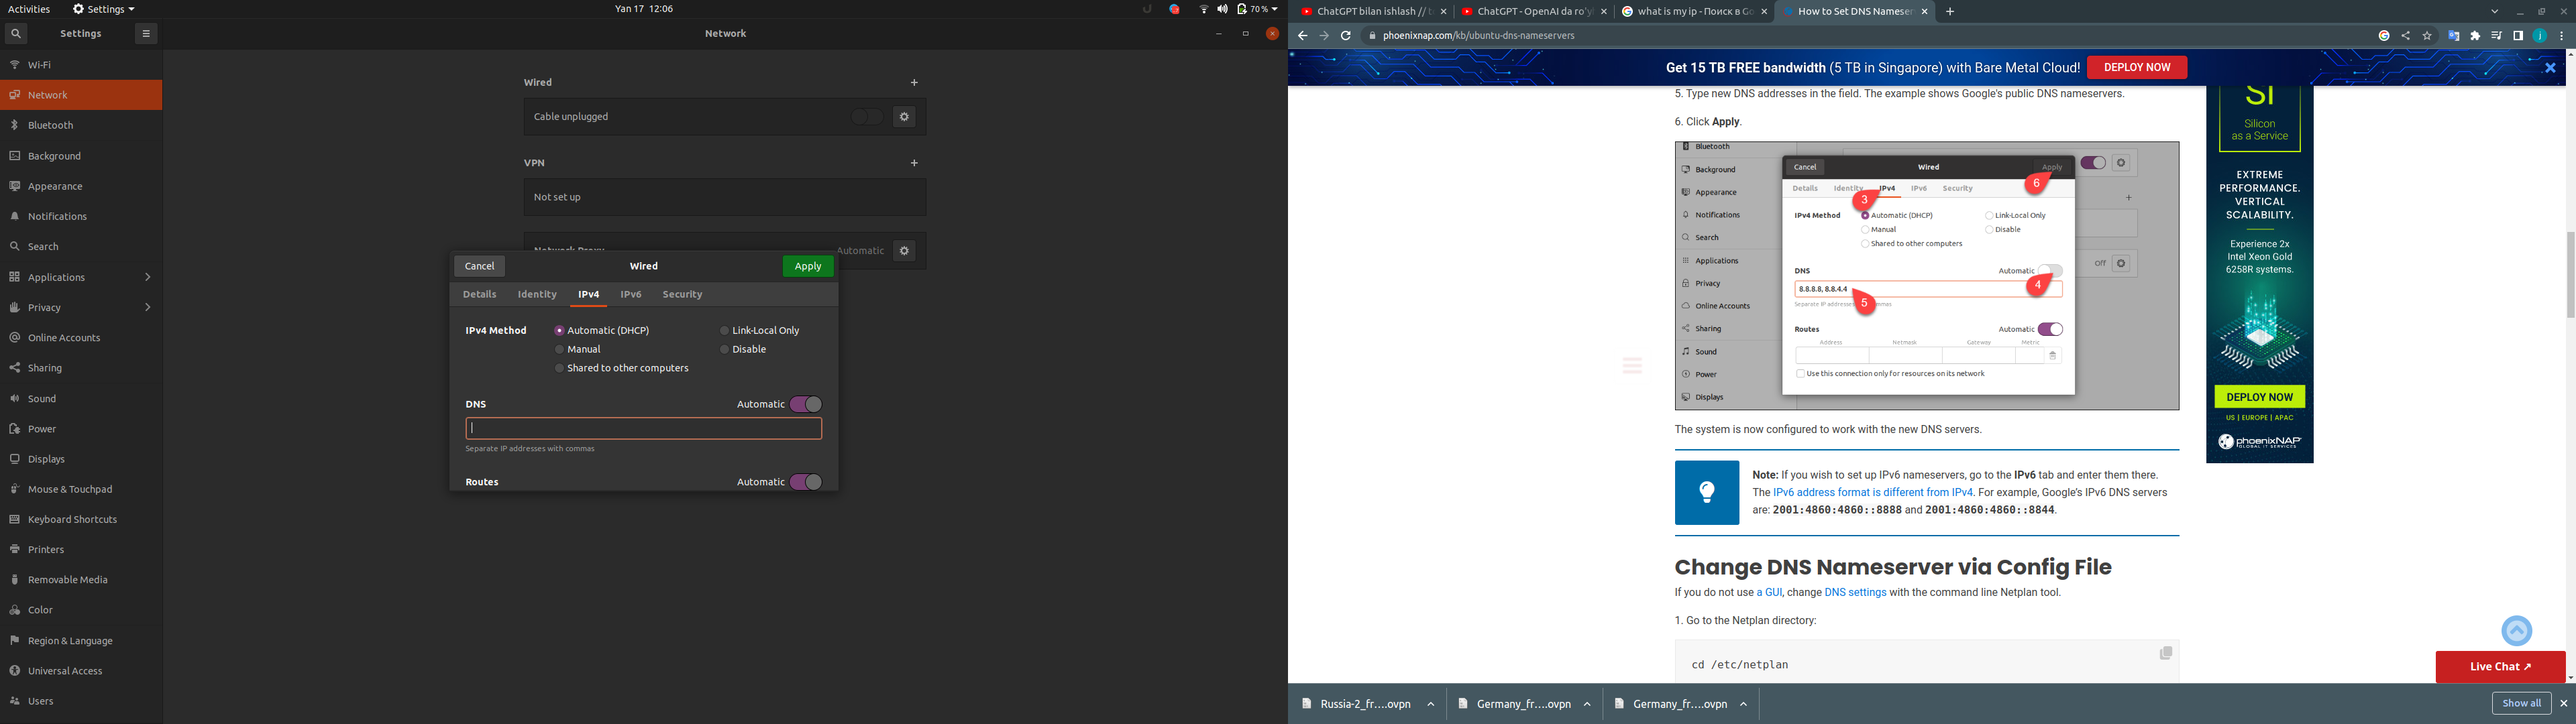 Activities
Settings
Yan 17 12:06
70 %
Settings
Network
Wi-Fi
Network
Bluetooth
Background
Appearance
Notifications
Search
Applications
Privacy
Online Accounts
Sharing
Sound
Power
Displays
Mouse & Touchpad
Keyboard Shortcuts
Printers
Removable Media
Color
Region & Language
Universal Access
Users
Wired
Cable unplugged
VPN
Not set up
Network Proxy
Automatic
Cancel
Wired
Apply
Details Identity IPv4 IPv6 Security
IPv4 Method
Automatic (DHCP)
Link-Local Only
Manual
Disable
Shared to other computers
DNS
Automatic
Separate IP addresses with commas
Routes
Automatic
ChatGPT bilan ishlash //
ChatGPT - OpenAI da ro'y
what is my ip - Поиск в Go
How to Set DNS Namese
phoenixnap.com/kb/ubuntu-dns-nameservers
Get 15 TB FREE bandwidth (5 TB in Singapore) with Bare Metal Cloud!
DEPLOY NOW
5. Type new DNS addresses in the field. The example shows Google's public DNS nameservers.
6. Click Apply.
Bluetooth
Background
Appearance
Notifications
Search
Applications
Privacy
Online Accounts
Sharing
Sound
Power
Displays
Cancel
Wired
Apply
6
Details Identity IPv4 IPv6 Security
3
IPv4 Method
Automatic (DHCP)
Link-Local Only
Manual
Disable
Shared to other computers
DNS
Automatic
4
8.8.8.8, 8.8.4.4
5
Separate IP addresses
commas
Routes
Automatic
Address Netmask Gateway Metric
Use this connection only for resources on its network
Off
The system is now configured to work with the new DNS servers.
Note: If you wish to set up IPv6 nameservers, go to the IPv6 tab and enter them there.
The IPv6 address format is different from IPv4. For example, Google's IPv6 DNS servers
are: 2001:4860:4860::8888 and 2001:4860:4860::8844.
Change DNS Nameserver via Config File
If you do not use a GUI, change DNS settings with the command line Netplan tool.
1. Go to the Netplan directory:
cd /etc/netplan
Silicon
as a Service
EXTREME
PERFORMANCE.
VERTICAL
SCALABILITY.
Experience 2x
Intel Xeon Gold
6258R systems.
DEPLOY NOW
US | EUROPE | APAC
phoenixNAP
GLOBAL IT SERVICES
Live Chat ↗
Russia-2_fr....ovpn
Germany_fr....ovpn
Germany_fr....ovpn
Show all